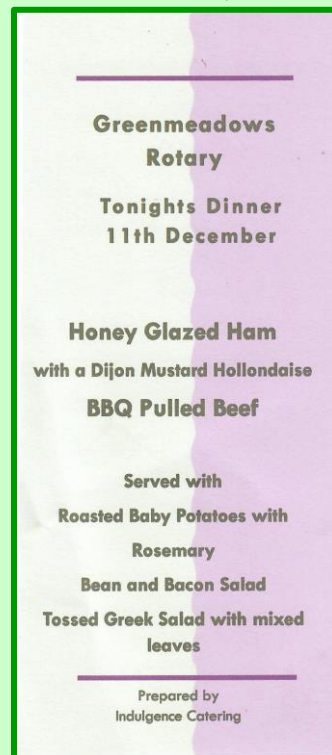 Greenmeadows
Rotary
Tonights Dinner
11th December
Honey Glazed Ham
with a Dijon Mustard Hollondaise
BBQ Pulled Beef
Served with
Roasted Baby Potatoes with
Rosemary
Bean and Bacon Salad
Tossed Greek Salad with mixed
leaves
Prepared by
Indulgence Catering